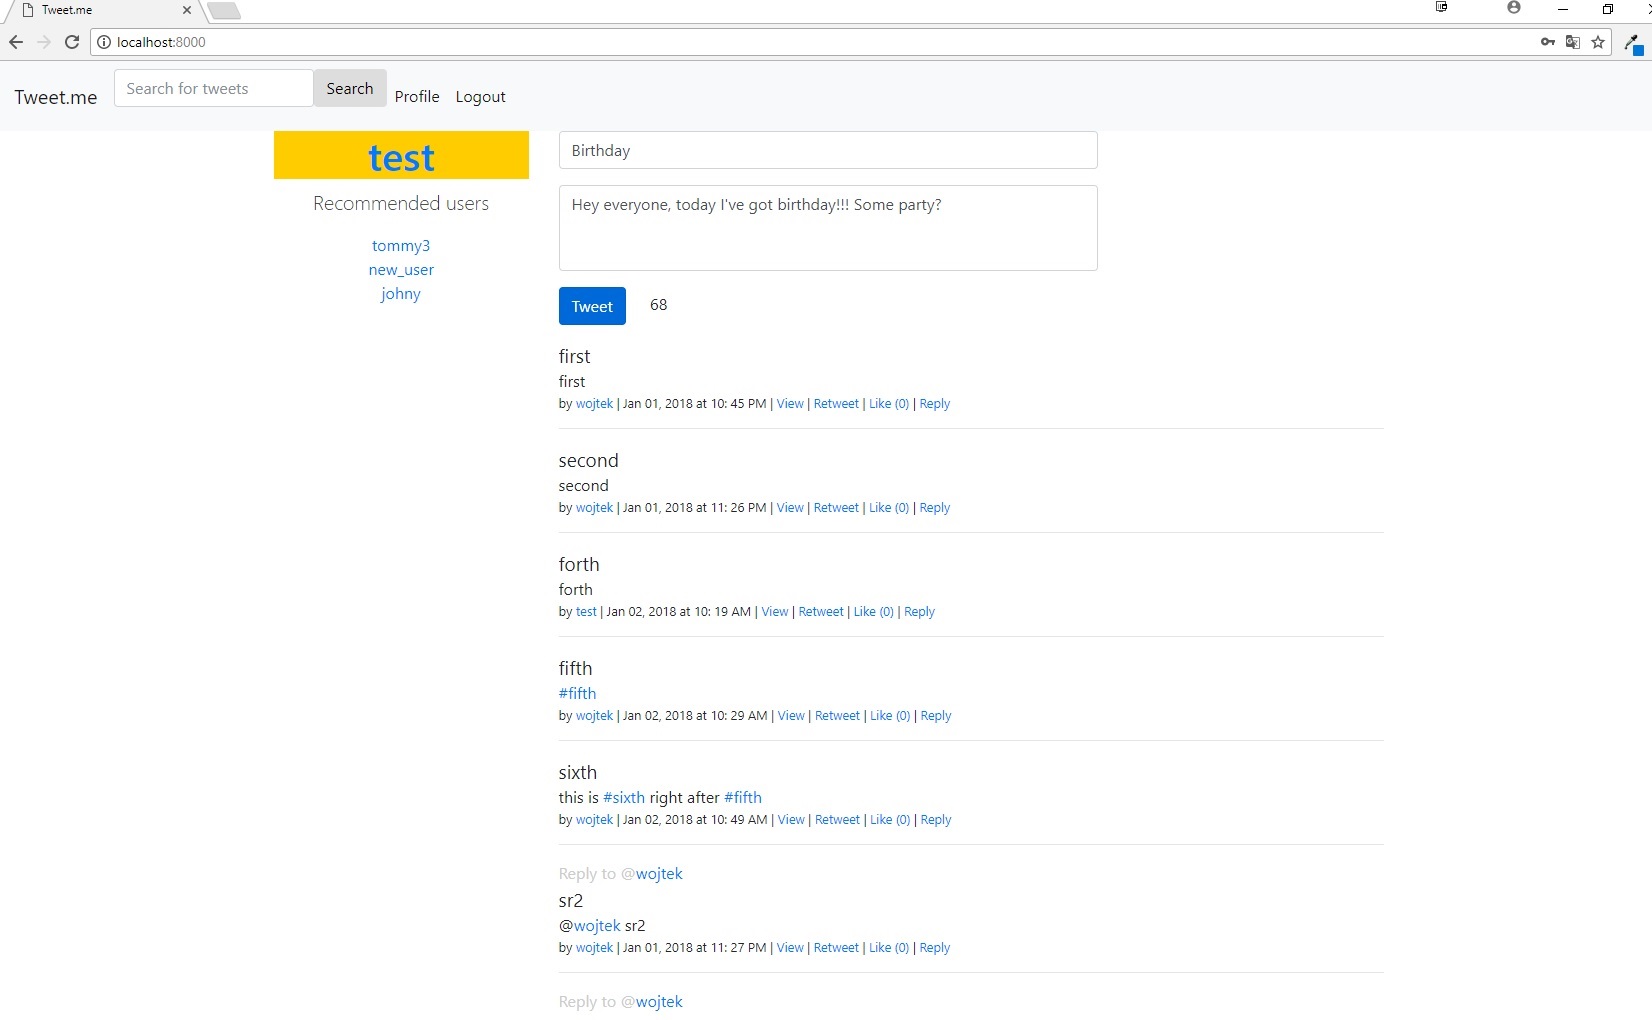 Tweet.me
localhost:8000
Tweet.me Search for tweets Search Profile Logout
test
Recommended users
tommy3
new_user
johny
Birthday
Hey everyone, today I've got birthday!!! Some party?
Tweet 68
first
first
by wojtek | Jan 01, 2018 at 10: 45 PM | View | Retweet | Like (0) | Reply
second
second
by wojtek | Jan 01, 2018 at 11: 26 PM | View | Retweet | Like (0) | Reply
forth
forth
by test | Jan 02, 2018 at 10: 19 AM | View | Retweet | Like (0) | Reply
fifth
#fifth
by wojtek | Jan 02, 2018 at 10: 29 AM | View | Retweet | Like (0) | Reply
sixth
this is #sixth right after #fifth
by wojtek | Jan 02, 2018 at 10: 49 AM | View | Retweet | Like (0) | Reply
Reply to @wojtek
sr2
@wojtek sr2
by wojtek | Jan 01, 2018 at 11: 27 PM | View | Retweet | Like (0) | Reply
Reply to @wojtek